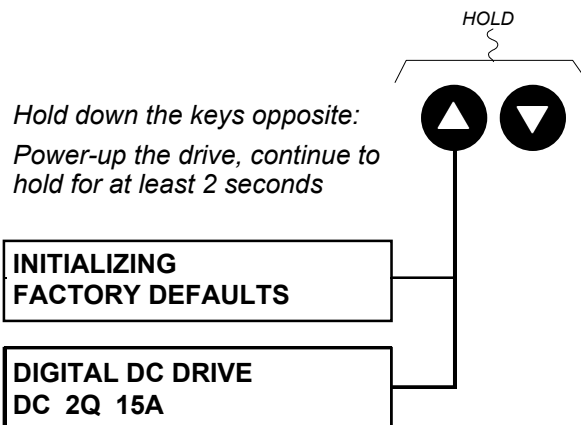 HOLD
Hold down the keys opposite:
Power-up the drive, continue to
hold for at least 2 seconds
INITIALIZING
FACTORY DEFAULTS
DIGITAL DC DRIVE
DC 2Q 15A